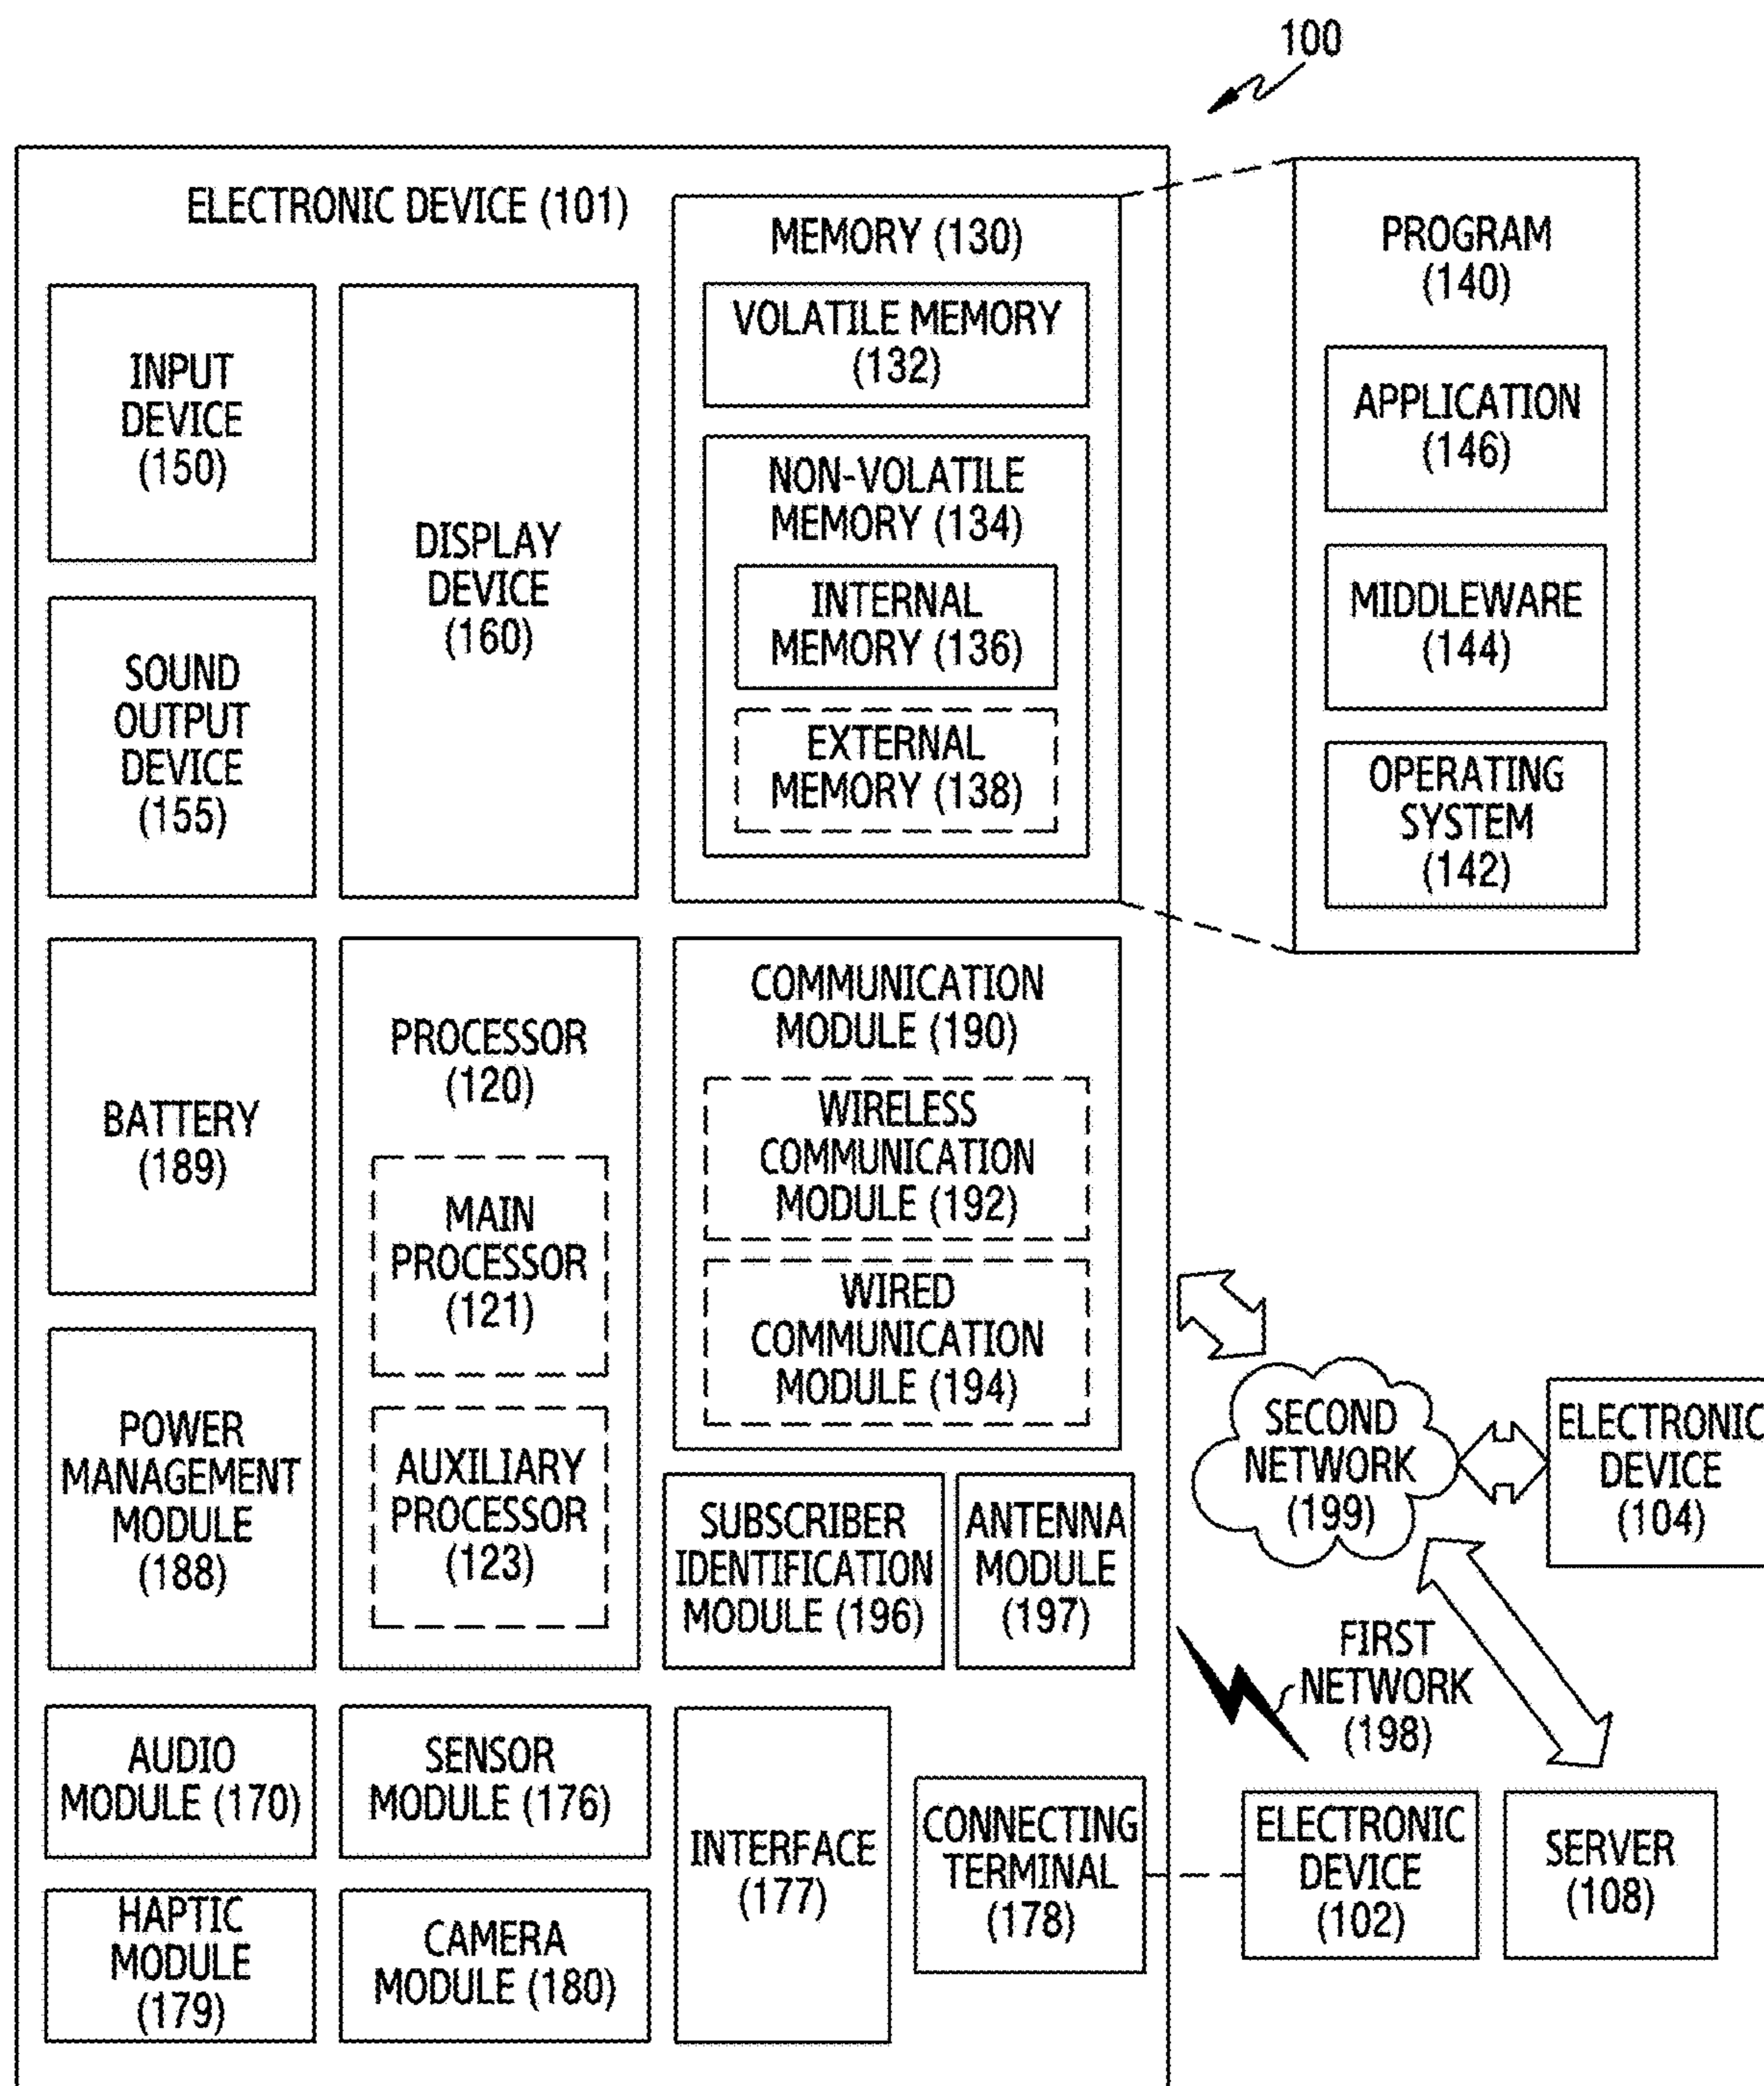 100
ELECTRONIC DEVICE (101)
INPUT
DEVICE
(150)
SOUND
OUTPUT
DEVICE
(155)
DISPLAY
DEVICE
(160)
MEMORY (130)
VOLATILE MEMORY
(132)
NON-VOLATILE
MEMORY (134)
INTERNAL
MEMORY (136)
EXTERNAL
MEMORY (138)
PROGRAM
(140)
APPLICATION
(146)
MIDDLEWARE
(144)
OPERATING
SYSTEM
(142)
BATTERY
(189)
POWER
MANAGEMENT
MODULE
(188)
PROCESSOR
(120)
MAIN
PROCESSOR
(121)
AUXILIARY
PROCESSOR
(123)
COMMUNICATION
MODULE (190)
WIRELESS
COMMUNICATION
MODULE (192)
WIRED
COMMUNICATION
MODULE (194)
SUBSCRIBER
IDENTIFICATION
MODULE (196)
ANTENNA
MODULE
(197)
SECOND
NETWORK
(199)
ELECTRONIC
DEVICE
(104)
FIRST
NETWORK
(198)
AUDIO
MODULE (170)
SENSOR
MODULE (176)
HAPTIC
MODULE
(179)
CAMERA
MODULE (180)
INTERFACE
(177)
CONNECTING
TERMINAL
(178)
ELECTRONIC
DEVICE
(102)
SERVER
(108)